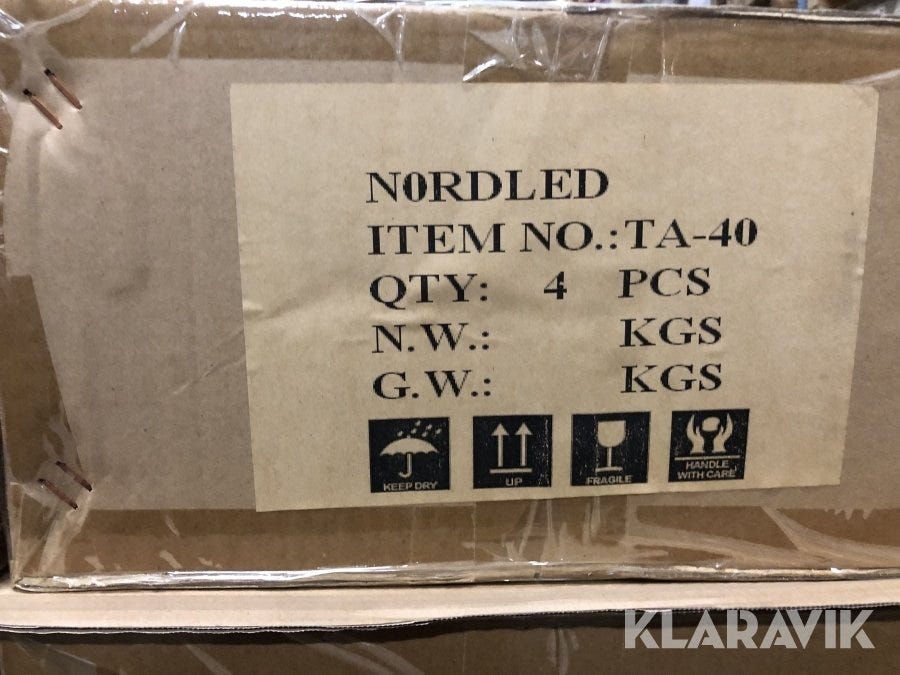 N0RDLED
ITEM NO.:TA-40
QTY: 4 PCS
N.W.: KGS
G.W.: KGS
KEEP DRY
UP
FRAGILE
HANDLE
WITH CARE
KLARAVIK